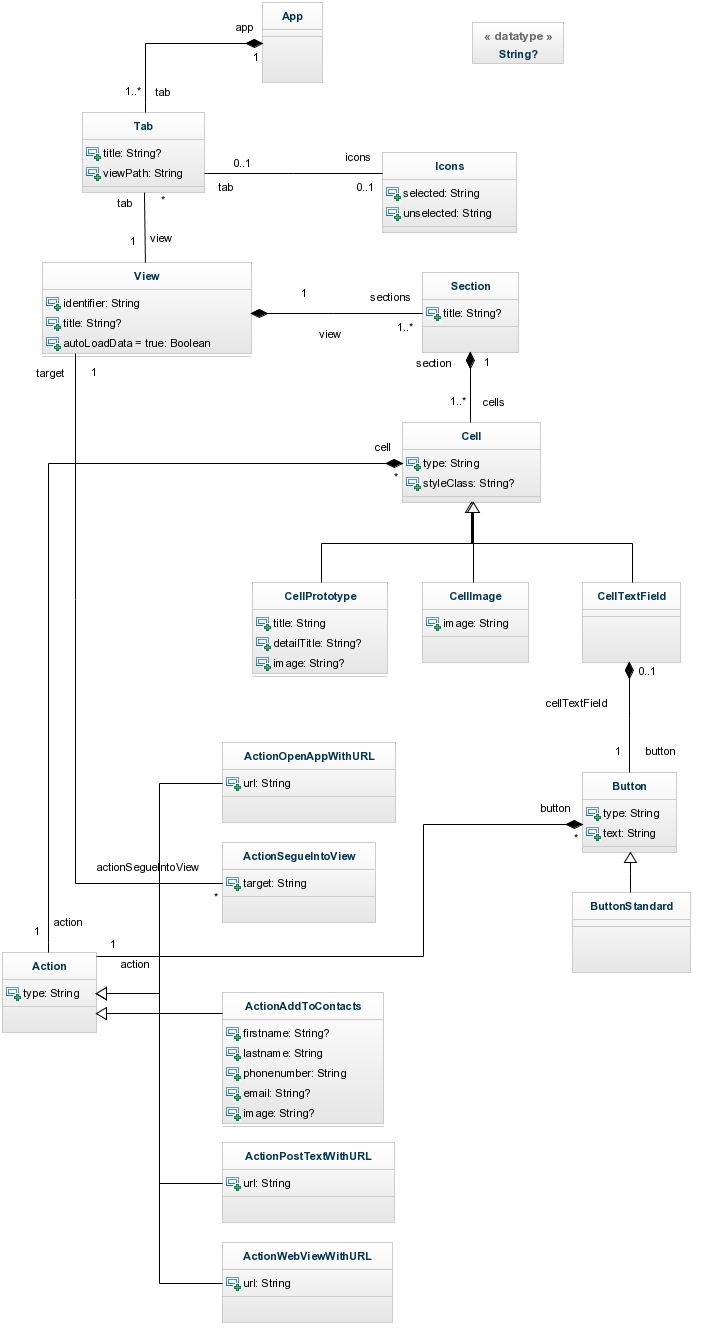 App
« datatype »
String?
app
1
1..*
tab
Tab
title: String?
viewPath: String
0..1
icons
tab
0..1
Icons
selected: String
unselected: String
tab
*
1
view
View
identifier: String
title: String?
autoLoadData = true: Boolean
1
sections
view
1..*
Section
title: String?
target
1
section
1
1..*
cells
Cell
type: String
styleClass: String?
cell
*
CellPrototype
title: String
detailTitle: String?
image: String?
CellImage
image: String
CellTextField
0..1
cellTextField
1
button
Button
type: String
text: String
button
*
ButtonStandard
ActionOpenAppWithURL
url: String
ActionSegueIntoView
target: String
actionSegueIntoView
*
action
1
1
action
Action
type: String
ActionAddToContacts
firstname: String?
lastname: String
phonenumber: String
email: String?
image: String?
ActionPostTextWithURL
url: String
ActionWebViewWithURL
url: String